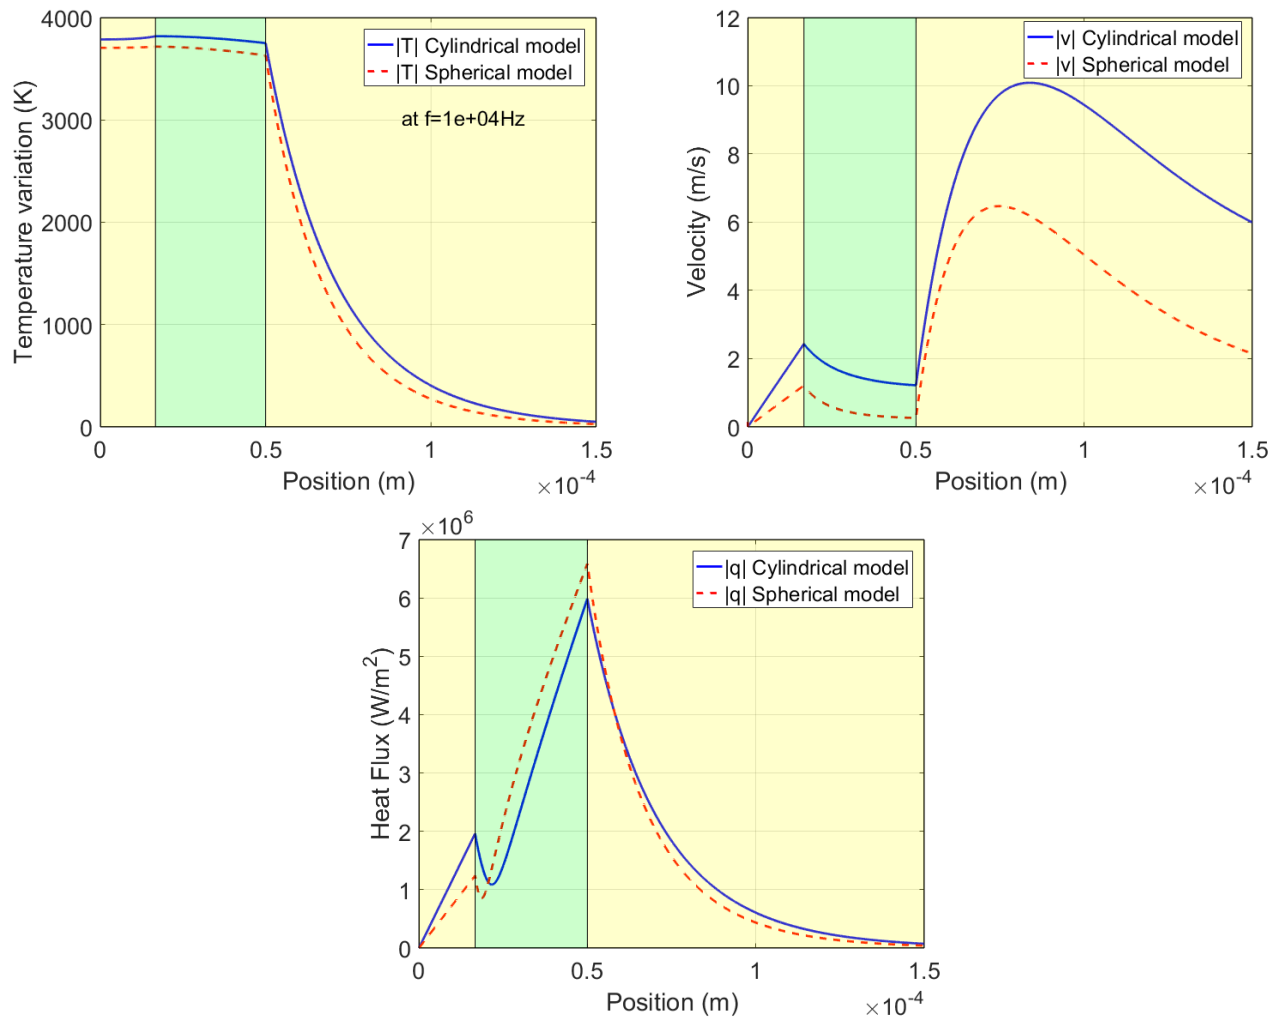 4000
3000
2000
1000
0
Temperature variation (K)
|T| Cylindrical model
|T| Spherical model
at f=1e+04Hz
0 0.5 1 1.5
Position (m)
×10-4
12
10
8
6
4
2
0
Velocity (m/s)
|v| Cylindrical model
|v| Spherical model
0 0.5 1 1.5
Position (m)
×10-4
×10⁶
7
6
5
4
3
2
1
0
Heat Flux (W/m²)
|q| Cylindrical model
|q| Spherical model
0 0.5 1 1.5
Position (m)
×10-4